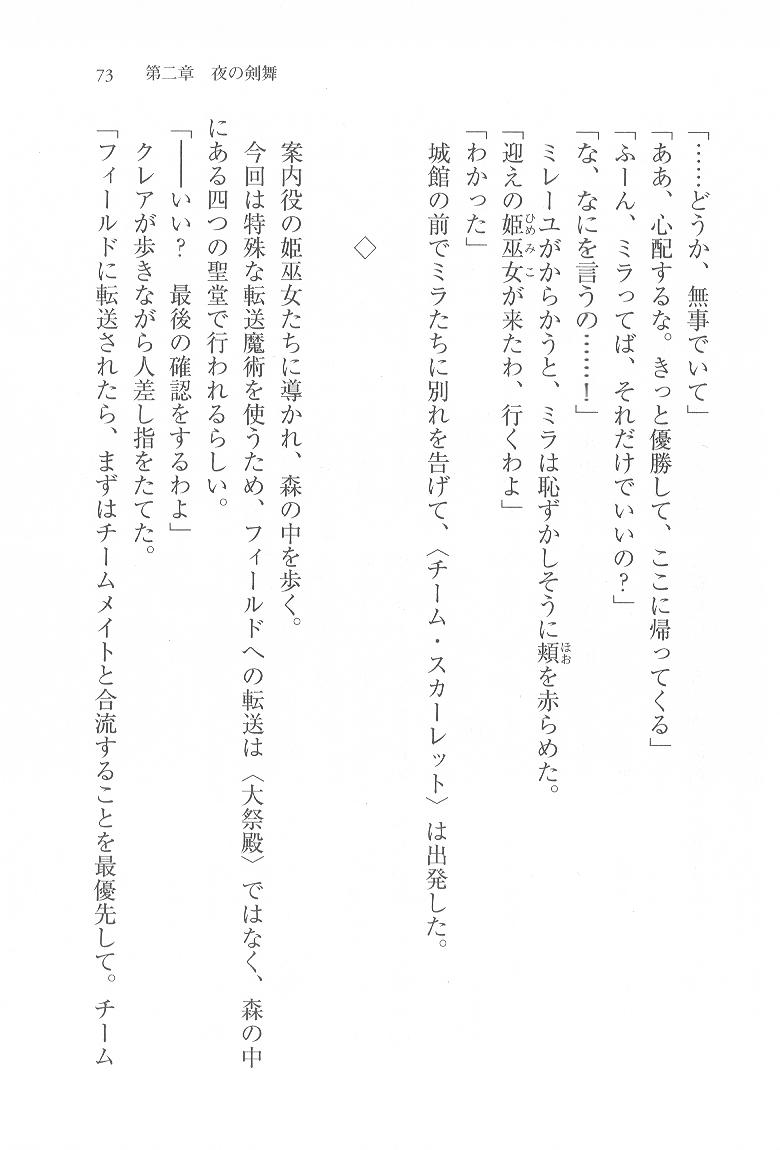 73　第二章　夜の剣舞
「……どうか、無事でいて」
「ああ、心配するな。きっと優勝して、ここに帰ってくる」
「ふーん、ミラってば、それだけでいいの？」
「な、なにを言うの……！」
　ミレーユがからかうと、ミラは恥ずかしそうに頬を赤らめた。
「迎えの姫巫女が来たわ、行くわよ」
「わかった」
　城館の前でミラたちに別れを告げて、〈チーム・スカーレット〉は出発した。
◇
　案内役の姫巫女たちに導かれ、森の中を歩く。
　今回は特殊な転送魔術を使うため、フィールドへの転送は〈大祭殿〉ではなく、森の中
にある四つの聖堂で行われるらしい。
「――いい？　最後の確認をするわよ」
　クレアが歩きながら人差し指をたてた。
「フィールドに転送されたら、まずはチームメイトと合流することを最優先して。チーム